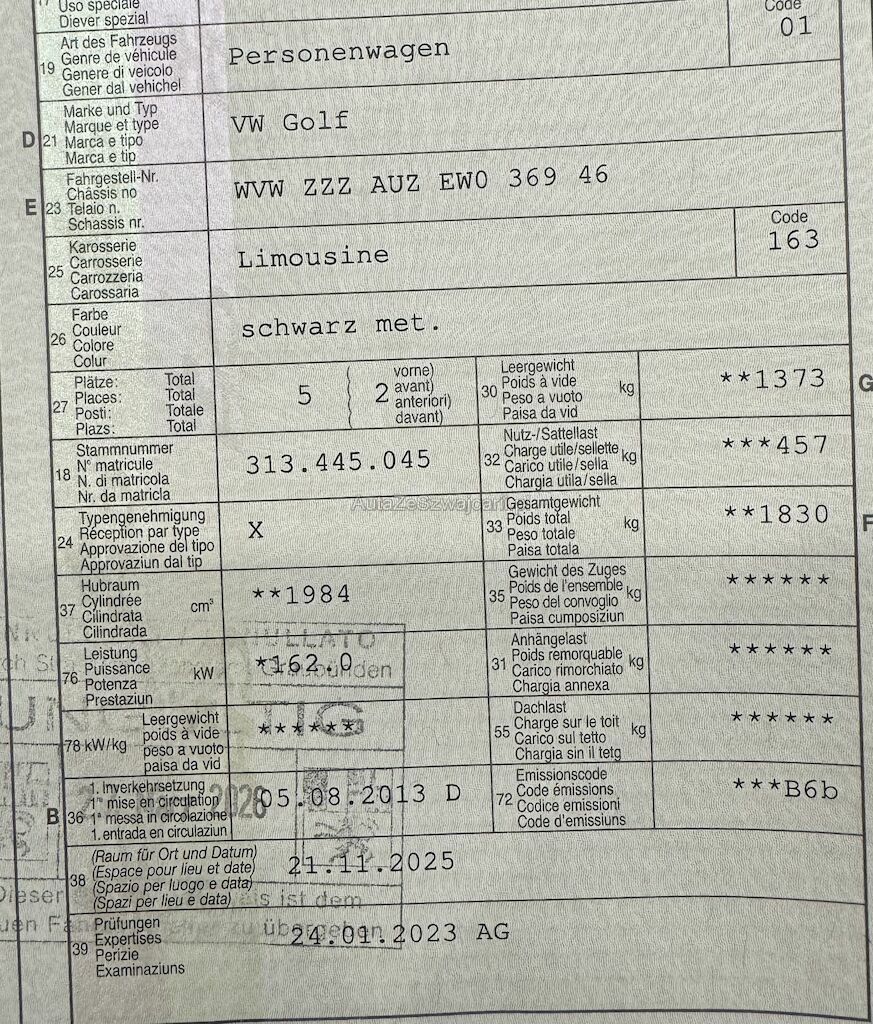 17 Uso speciale
Diever spezial
Code
01
19 Art des Fahrzeugs
Genre de véhicule
Genere di veicolo
Gener dal vehichel
Personenwagen
D 21 Marke und Typ
Marque et type
Marca e tipo
Marca e tip
VW Golf
E 23 Fahrgestell-Nr.
Châssis no
Telaio n.
Schassis nr.
WVW ZZZ AUZ EW0 369 46
25 Karosserie
Carrosserie
Carrozzeria
Carossaria
Limousine
Code
163
26 Farbe
Couleur
Colore
Colur
schwarz met.
27 Plätze: Total
Places: Total
Posti: Totale
Plazs: Total
5
2 vorne)
avant)
anteriori)
davant)
30 Leergewicht
Poids à vide
Peso a vuoto
Paisa da vid
kg
**1373
G
18 Stammnummer
N° matricule
N. di matricola
Nr. da matricla
313.445.045
32 Nutz-/Sattellast
Charge utile/sellette
Carico utile/sella
Chargia utila/sella
kg
***457
AutaZeSzwajcarii
24 Typengenehmigung
Réception par type
Approvazione del tipo
Approvaziun dal tip
X
33 Gesamtgewicht
Poids total
Peso totale
Paisa totala
kg
**1830
F
37 Hubraum
Cylindrée
Cilindrata
Cilindrada
cm³
**1984
35 Gewicht des Zuges
Poids de l'ensemble
Peso del convoglio
Paisa cumposiziun
kg
******
76 Leistung
Puissance
Potenza
Prestaziun
kW
*162.0
31 Anhängelast
Poids remorquable
Carico rimorchiato
Chargia annexa
kg
******
78 kW/kg Leergewicht
poids à vide
peso a vuoto
paisa da vid
******
55 Dachlast
Charge sur le toit
Carico sul tetto
Chargia sin il tetg
kg
******
B 36 1. Inverkehrsetzung
1re mise en circulation
1a messa in circolazione
1. entrada en circulaziun
05.08.2013 D
72 Emissionscode
Code émissions
Codice emissioni
Code d'emissiuns
***B6b
38 (Raum für Ort und Datum)
(Espace pour lieu et date)
(Spazio per luogo e data)
(Spazi per lieu e data)
21.11.2025
39 Prüfungen
Expertises
Perizie
Examinaziuns
24.01.2023 AG
NULLATO
Graubünden
Dieser
ist dem
zu übergeben